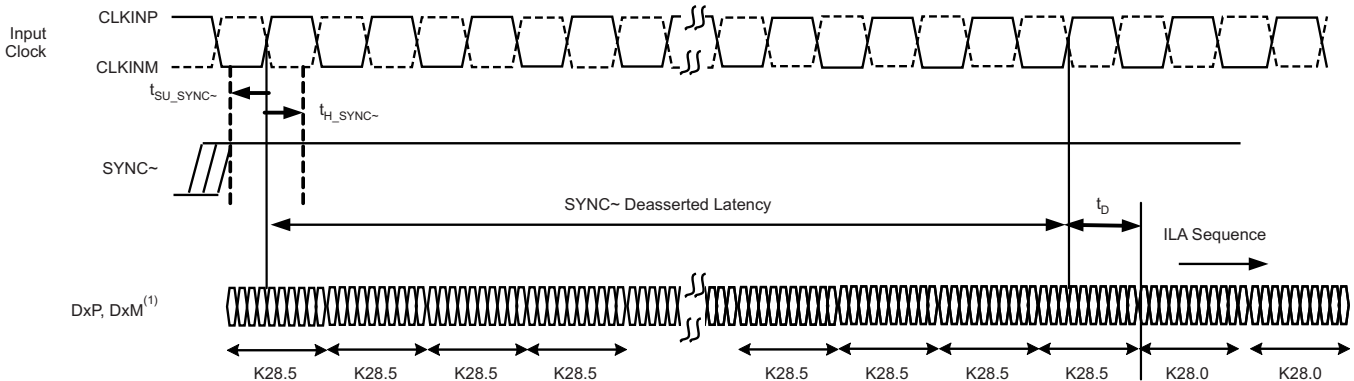 CLKINP
Input
Clock
CLKINM
tSU_SYNC~
tH_SYNC~
SYNC~
SYNC~ Deasserted Latency
tD
ILA Sequence
DxP, DxM(1)
K28.5 K28.5 K28.5 K28.5 K28.5 K28.5 K28.5 K28.5 K28.0 K28.0